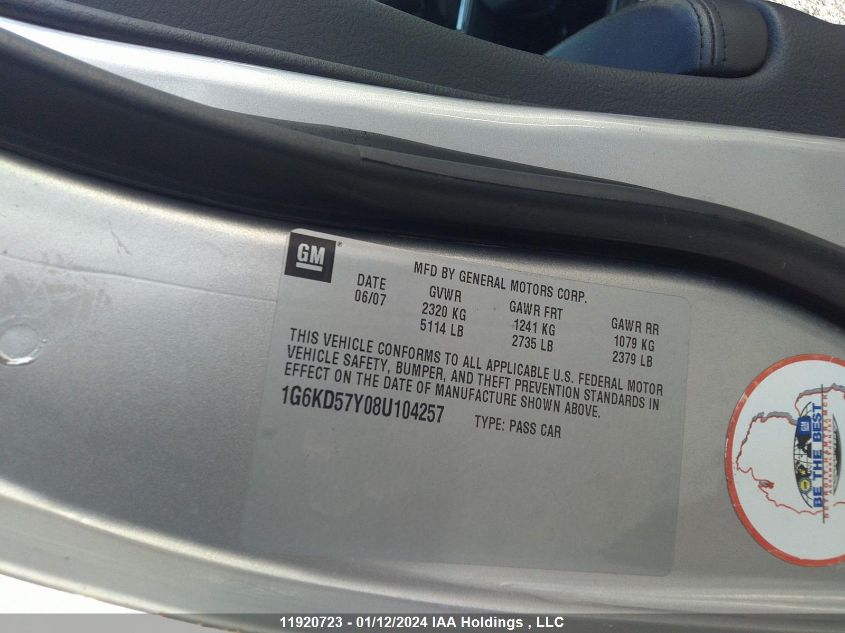 GM
MFD BY GENERAL MOTORS CORP.
DATE GVWR GAWR FRT GAWR RR
06/07 2320 KG 1241 KG 1079 KG
5114 LB 2735 LB 2379 LB
THIS VEHICLE CONFORMS TO ALL APPLICABLE U.S. FEDERAL MOTOR
VEHICLE SAFETY, BUMPER, AND THEFT PREVENTION STANDARDS IN
EFFECT ON THE DATE OF MANUFACTURE SHOWN ABOVE.
1G6KD57Y08U104257 TYPE: PASS CAR
GM
BE THE BEST
11920723 - 01/12/2024 IAA Holdings , LLC